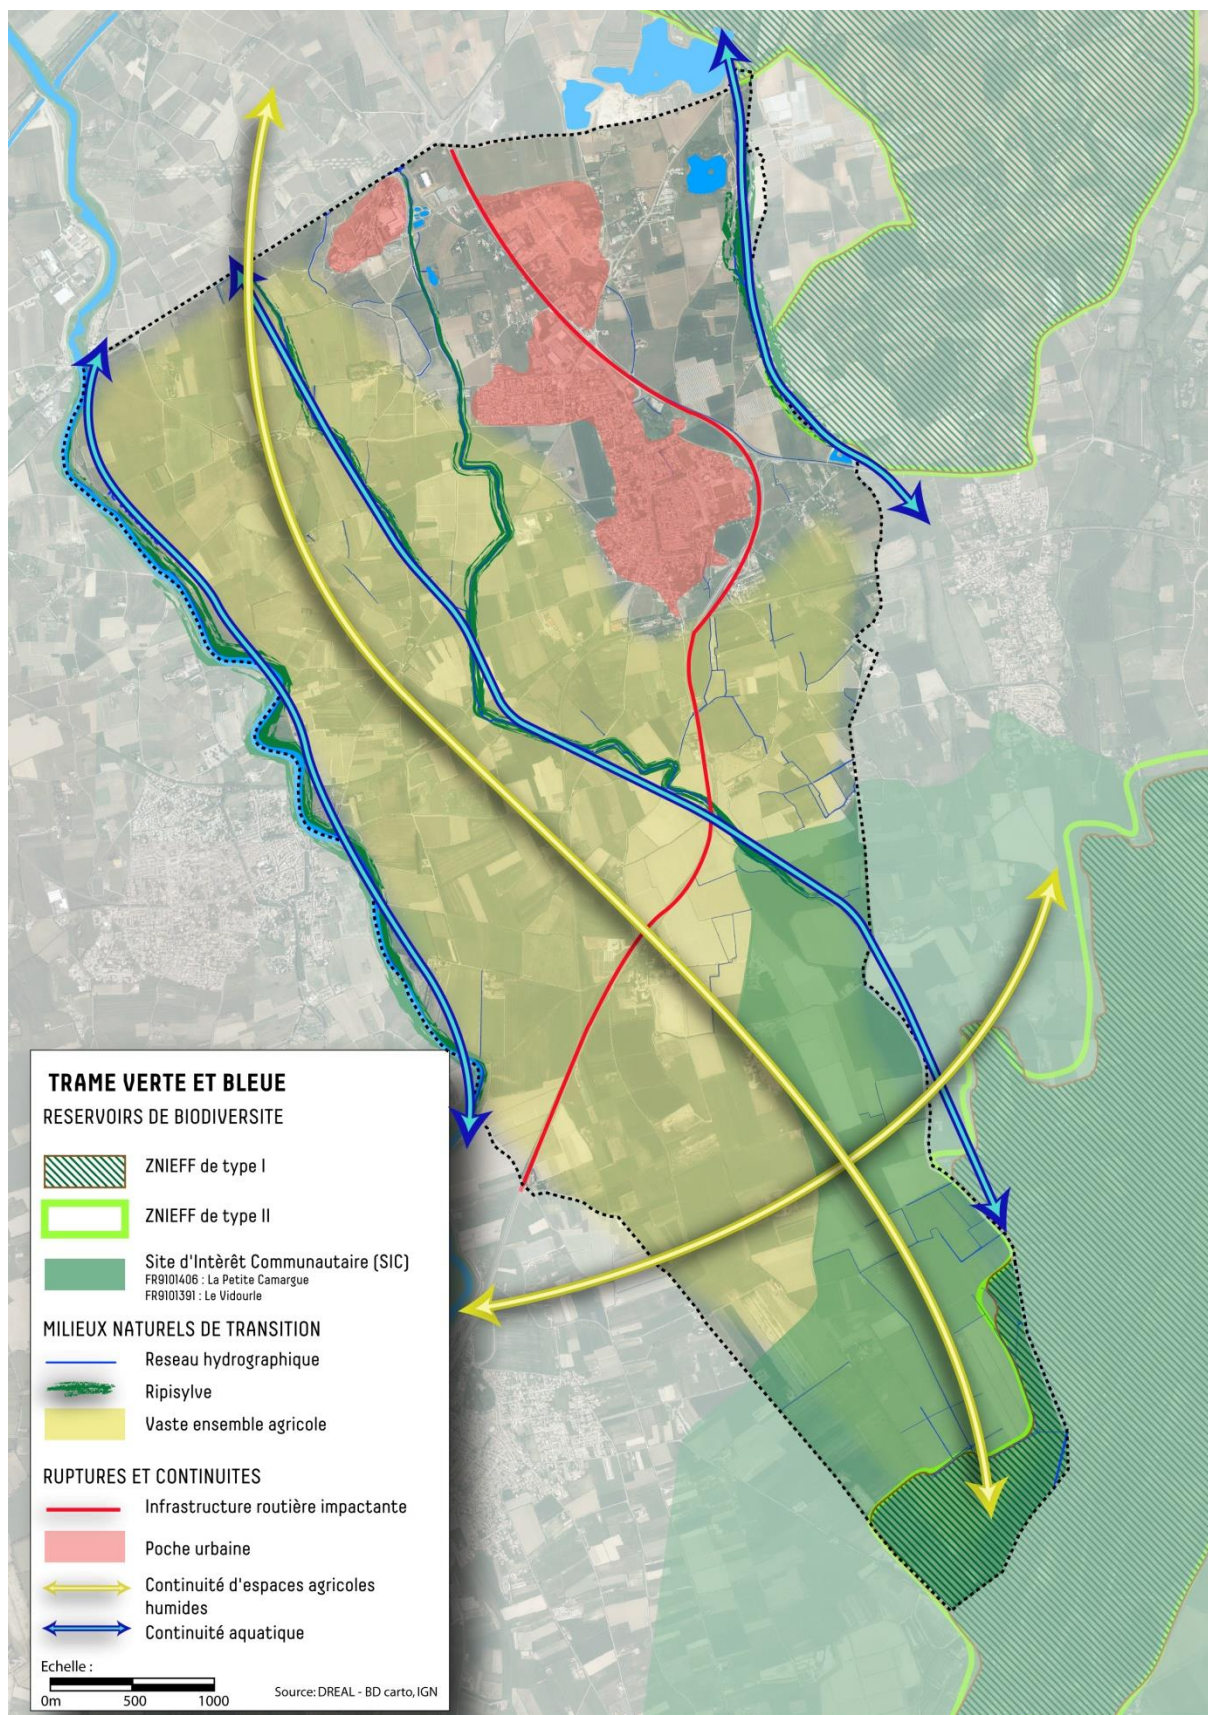 TRAME VERTE ET BLEUE
RESERVOIRS DE BIODIVERSITE
ZNIEFF de type I
ZNIEFF de type II
Site d'Intèrêt Communautaire (SIC)
FR9101406 : La Petite Camargue
FR9101391 : Le Vidourle
MILIEUX NATURELS DE TRANSITION
Reseau hydrographique
Ripisylve
Vaste ensemble agricole
RUPTURES ET CONTINUITES
Infrastructure routière impactante
Poche urbaine
Continuité d'espaces agricoles
humides
Continuité aquatique
Echelle :
0m 500 1000
Source: DREAL - BD carto, IGN